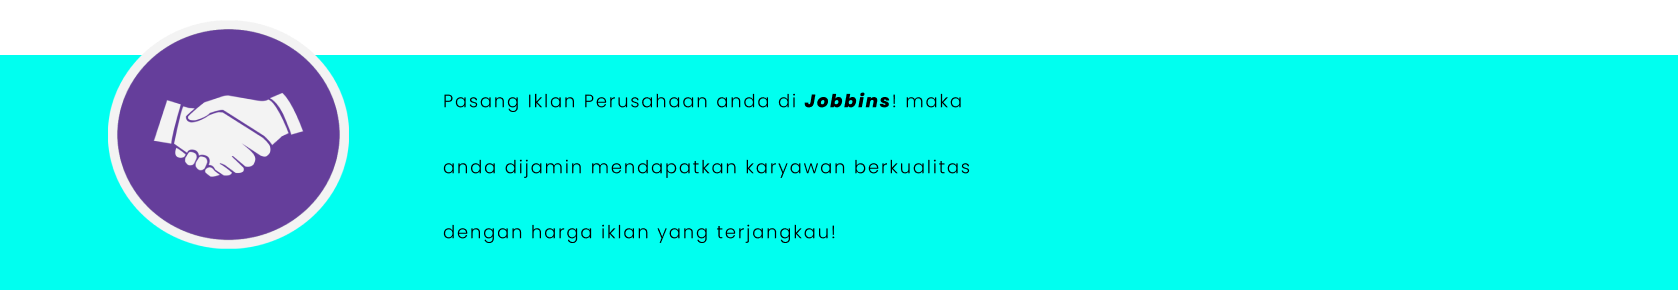 Pasang Iklan Perusahaan anda di Jobbins! maka
anda dijamin mendapatkan karyawan berkualitas
dengan harga iklan yang terjangkau!